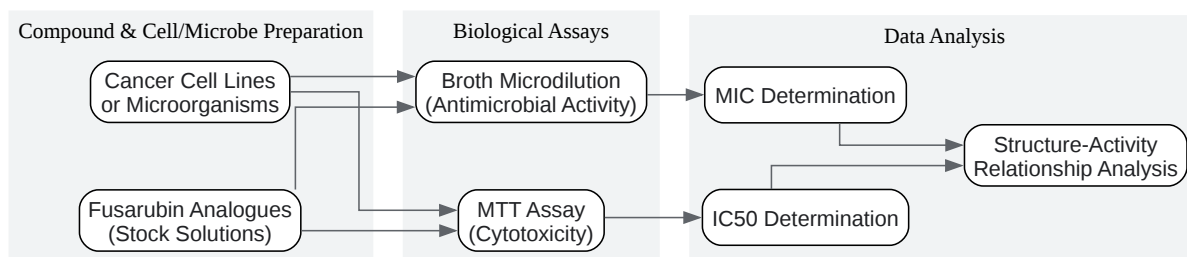 Compound & Cell/Microbe Preparation
Cancer Cell Lines
or Microorganisms
Fusarubin Analogues
(Stock Solutions)
Biological Assays
Broth Microdilution
(Antimicrobial Activity)
MTT Assay
(Cytotoxicity)
Data Analysis
MIC Determination
IC50 Determination
Structure-Activity
Relationship Analysis